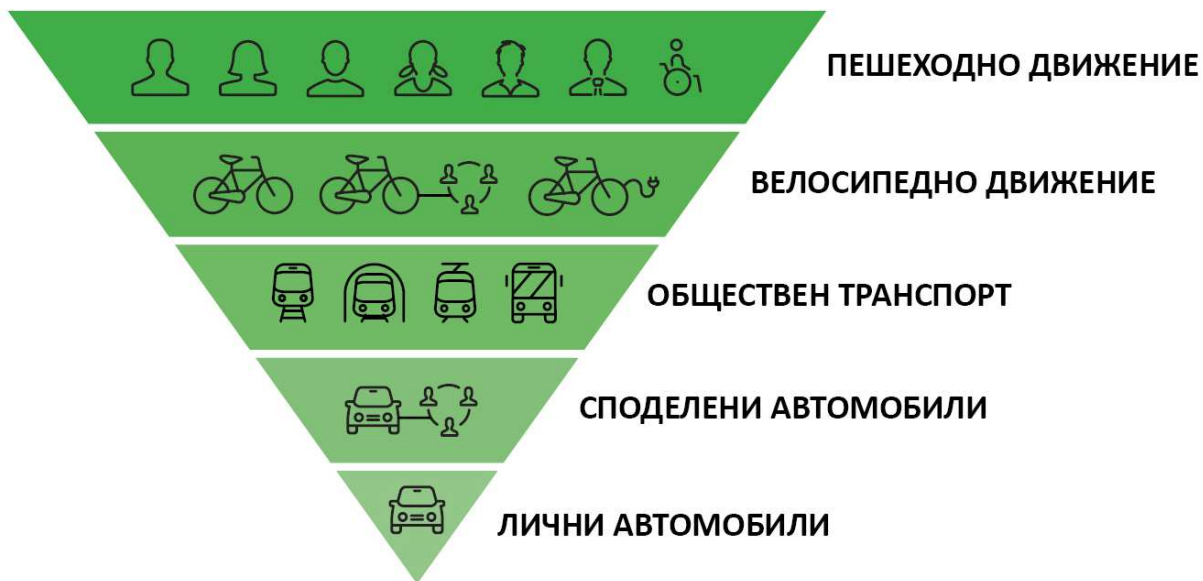 ПЕШЕХОДНО ДВИЖЕНИЕ
ВЕЛОСИПЕДНО ДВИЖЕНИЕ
ОБЩЕСТВЕН ТРАНСПОРТ
СПОДЕЛЕНИ АВТОМОБИЛИ
ЛИЧНИ АВТОМОБИЛИ